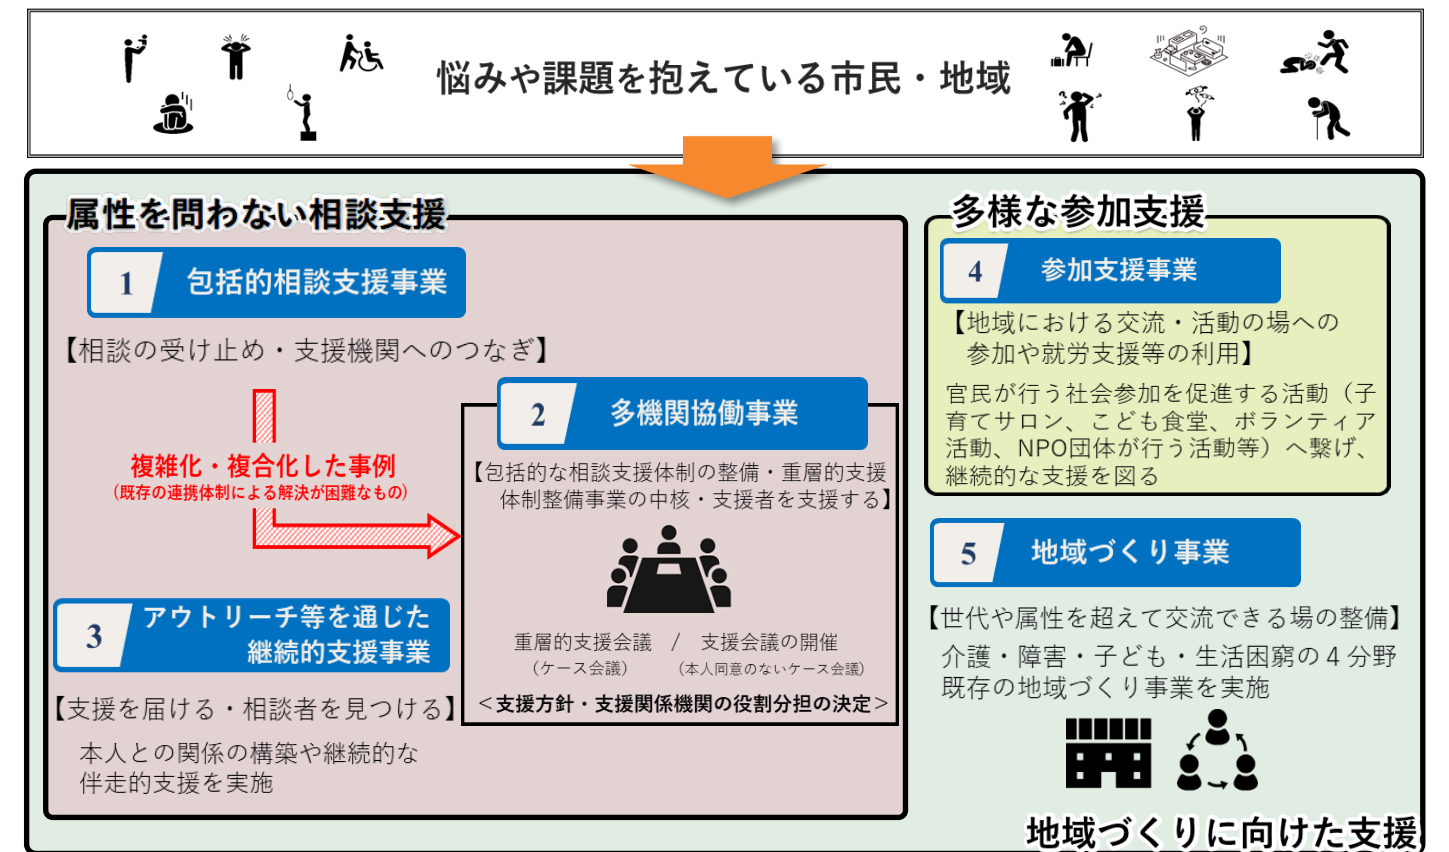 悩みや課題を抱えている市民・地域
属性を問わない相談支援
1 包括的相談支援事業
【相談の受け止め・支援機関へのつなぎ】
複雑化・複合化した事例
(既存の連携体制による解決が困難なもの)
2 多機関協働事業
【包括的な相談支援体制の整備・重層的支援
体制整備事業の中核・支援者を支援する】
重層的支援会議 / 支援会議の開催
(ケース会議) (本人同意のないケース会議)
<支援方針・支援関係機関の役割分担の決定>
3 アウトリーチ等を通じた
継続的支援事業
【支援を届ける・相談者を見つける】
本人との関係の構築や継続的な
伴走的支援を実施
多様な参加支援
4 参加支援事業
【地域における交流・活動の場への
参加や就労支援等の利用】
官民が行う社会参加を促進する活動（子
育てサロン、こども食堂、ボランティア
活動、NPO団体が行う活動等）へ繋げ、
継続的な支援を図る
5 地域づくり事業
【世代や属性を超えて交流できる場の整備】
介護・障害・子ども・生活困窮の４分野
既存の地域づくり事業を実施
地域づくりに向けた支援